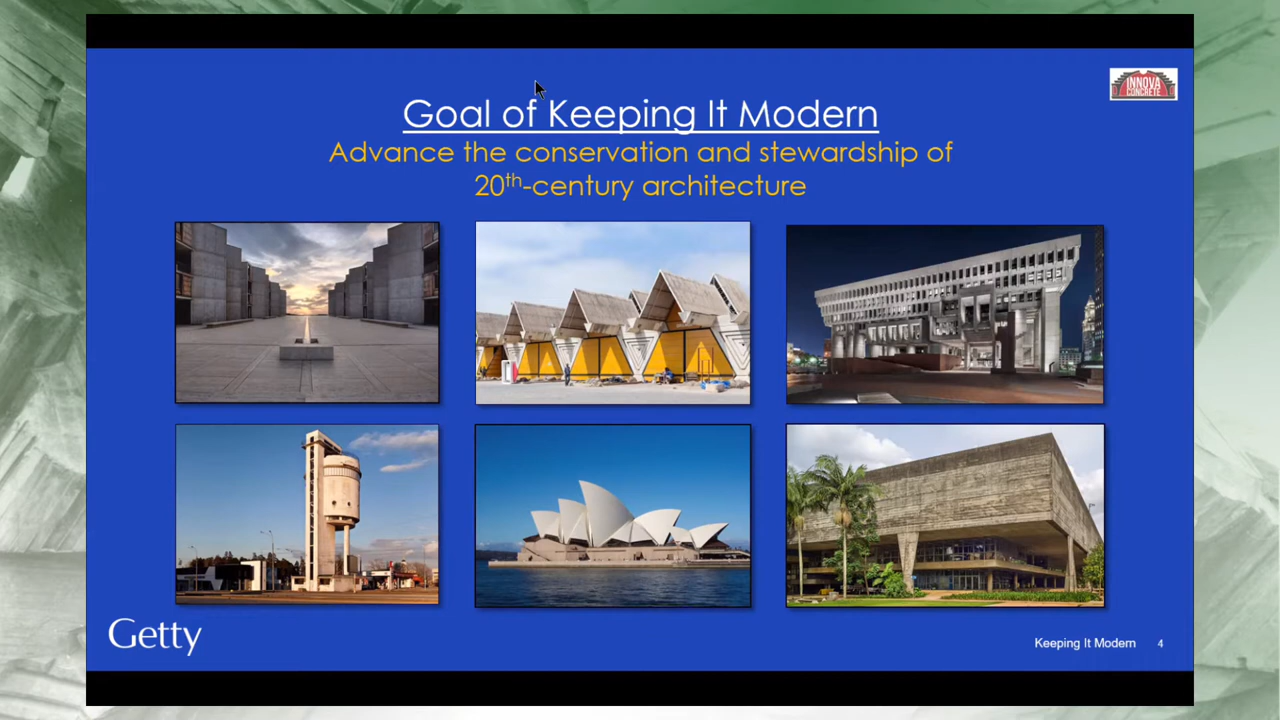 INNOVA
CONCRETE
Goal of Keeping It Modern
Advance the conservation and stewardship of
20th-century architecture
Getty
Keeping It Modern 4